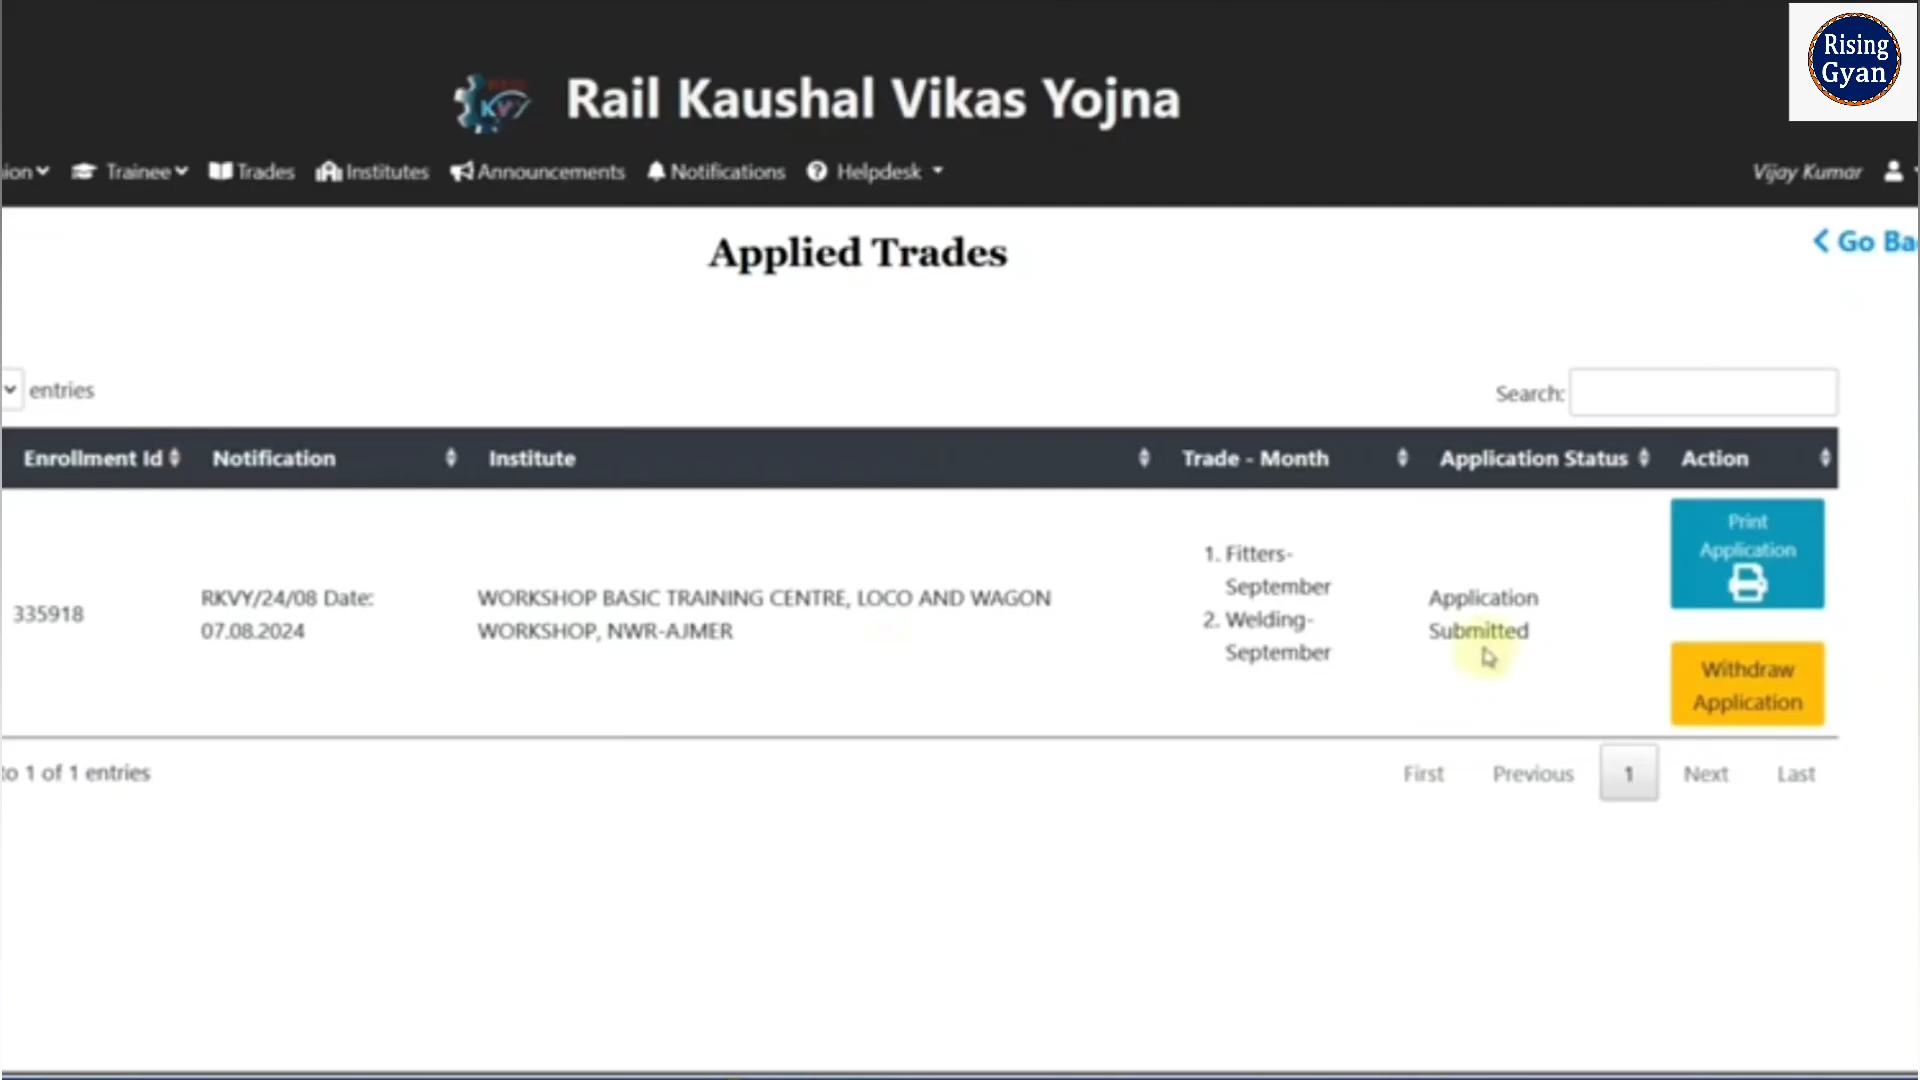 Rising
Gyan
KVY
Rail Kaushal Vikas Yojna
ion Trainee Trades Institutes Announcements Notifications Helpdesk Vijay Kumar
Applied Trades
Go Ba
entries
Search:
Enrollment Id Notification Institute Trade - Month Application Status Action
335918
RKVY/24/08 Date:
07.08.2024
WORKSHOP BASIC TRAINING CENTRE, LOCO AND WAGON
WORKSHOP, NWR-AJMER
1. Fitters-
September
2. Welding-
September
Application
Submitted
Print
Application
Withdraw
Application
to 1 of 1 entries
First Previous 1 Next Last